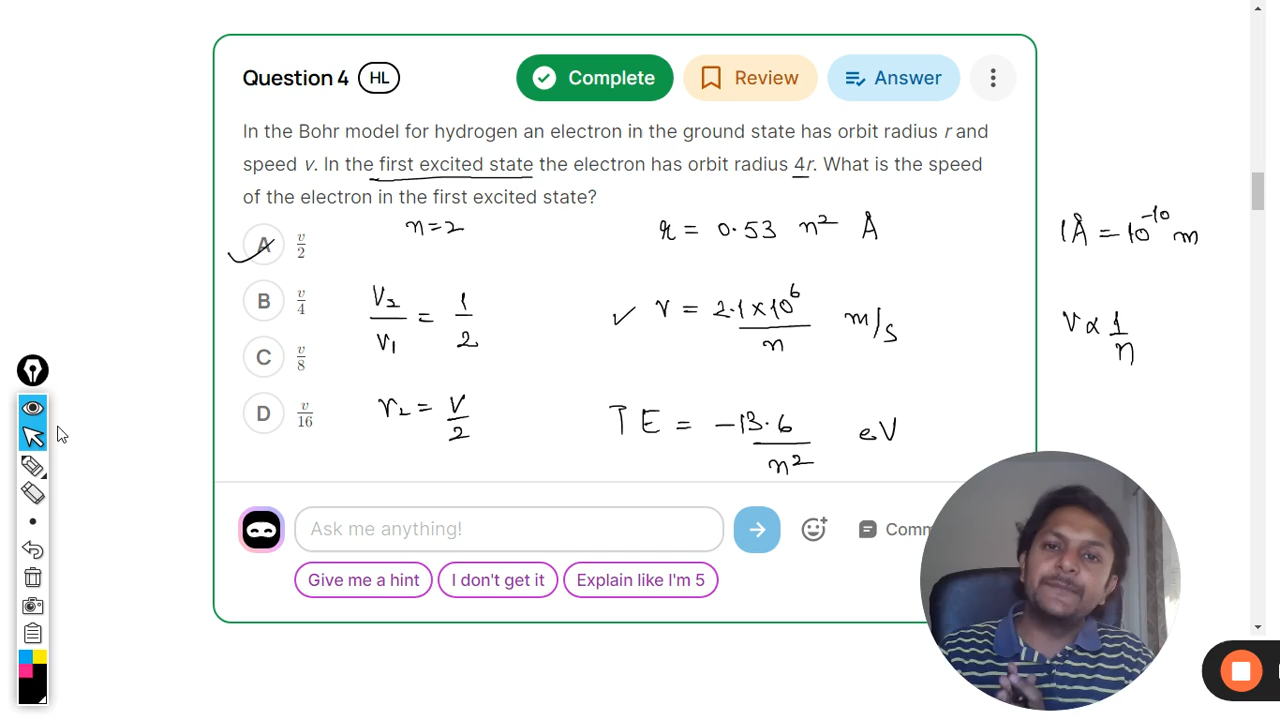 Question 4 HL Complete Review Answer
In the Bohr model for hydrogen an electron in the ground state has orbit radius r and
speed v. In the first excited state the electron has orbit radius 4r. What is the speed
of the electron in the first excited state?
A v/2
B v/4
C v/8
D v/16
n=2
V₂/V₁ = 1/2
v₂ = V/2
r = 0.53 n² Å
v = 2.1×10⁶/n m/s
TE = -13.6/n² eV
1Å = 10⁻¹⁰ m
v ∝ 1/n
Ask me anything!
Give me a hint I don't get it Explain like I'm 5